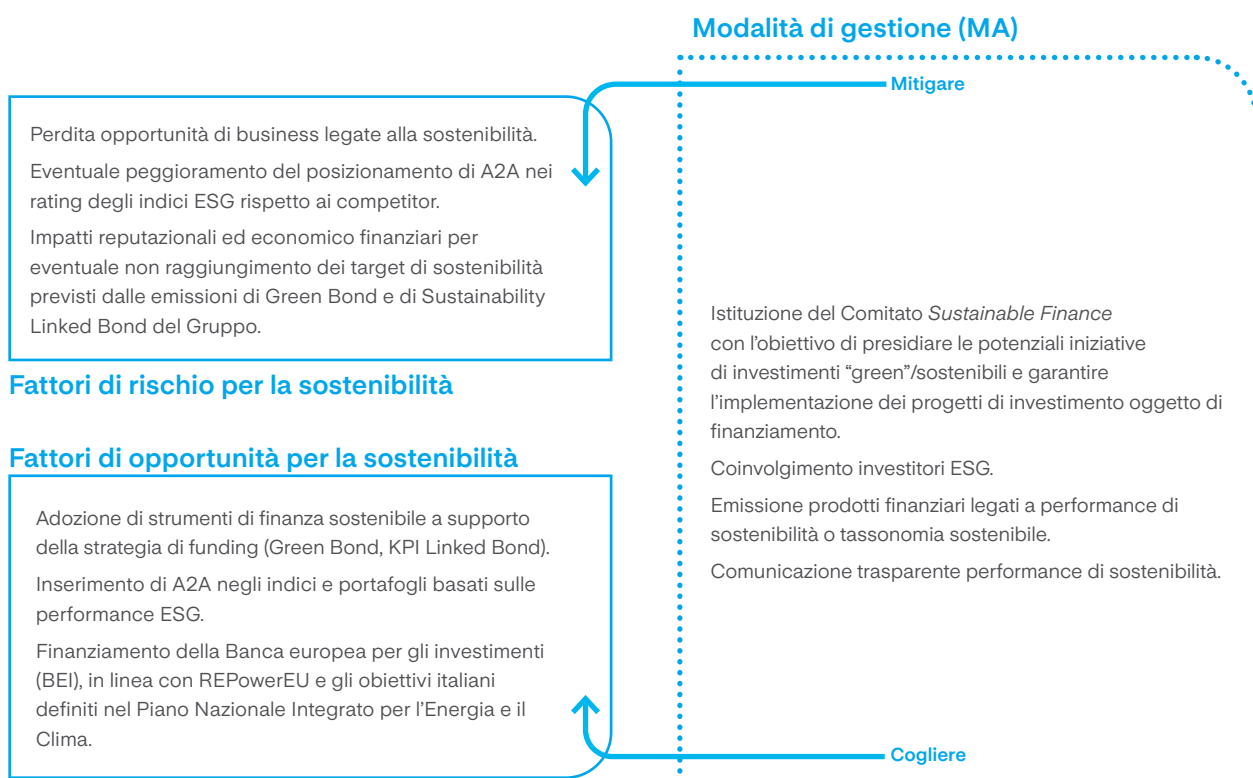 Modalità di gestione (MA)
Mitigare
Perdita opportunità di business legate alla sostenibilità.
Eventuale peggioramento del posizionamento di A2A nei
rating degli indici ESG rispetto ai competitor.
Impatti reputazionali ed economico finanziari per
eventuale non raggiungimento dei target di sostenibilità
previsti dalle emissioni di Green Bond e di Sustainability
Linked Bond del Gruppo.
Fattori di rischio per la sostenibilità
Fattori di opportunità per la sostenibilità
Adozione di strumenti di finanza sostenibile a supporto
della strategia di funding (Green Bond, KPI Linked Bond).
Inserimento di A2A negli indici e portafogli basati sulle
performance ESG.
Finanziamento della Banca europea per gli investimenti
(BEI), in linea con REPowerEU e gli obiettivi italiani
definiti nel Piano Nazionale Integrato per l’Energia e il
Clima.
Istituzione del Comitato Sustainable Finance
con l’obiettivo di presidiare le potenziali iniziative
di investimenti “green”/sostenibili e garantire
l’implementazione dei progetti di investimento oggetto di
finanziamento.
Coinvolgimento investitori ESG.
Emissione prodotti finanziari legati a performance di
sostenibilità o tassonomia sostenibile.
Comunicazione trasparente performance di sostenibilità.
Cogliere